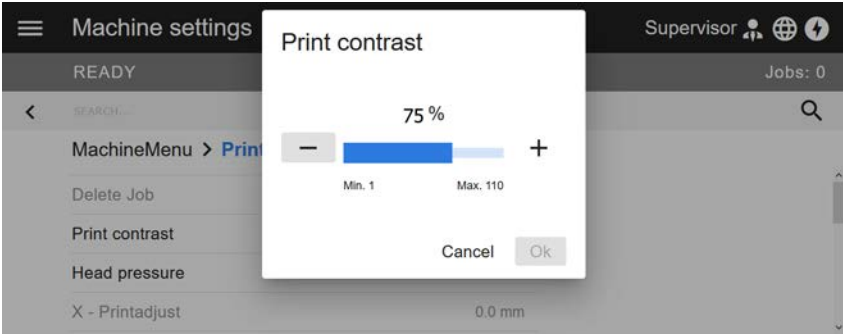 Machine settings
Supervisor
READY
Jobs: 0
SEARCH...
MachineMenu > Prin
Delete Job
Print contrast
Head pressure
X - Printadjust 0.0 mm
Print contrast
75 %
− +
Min. 1 Max. 110
Cancel Ok